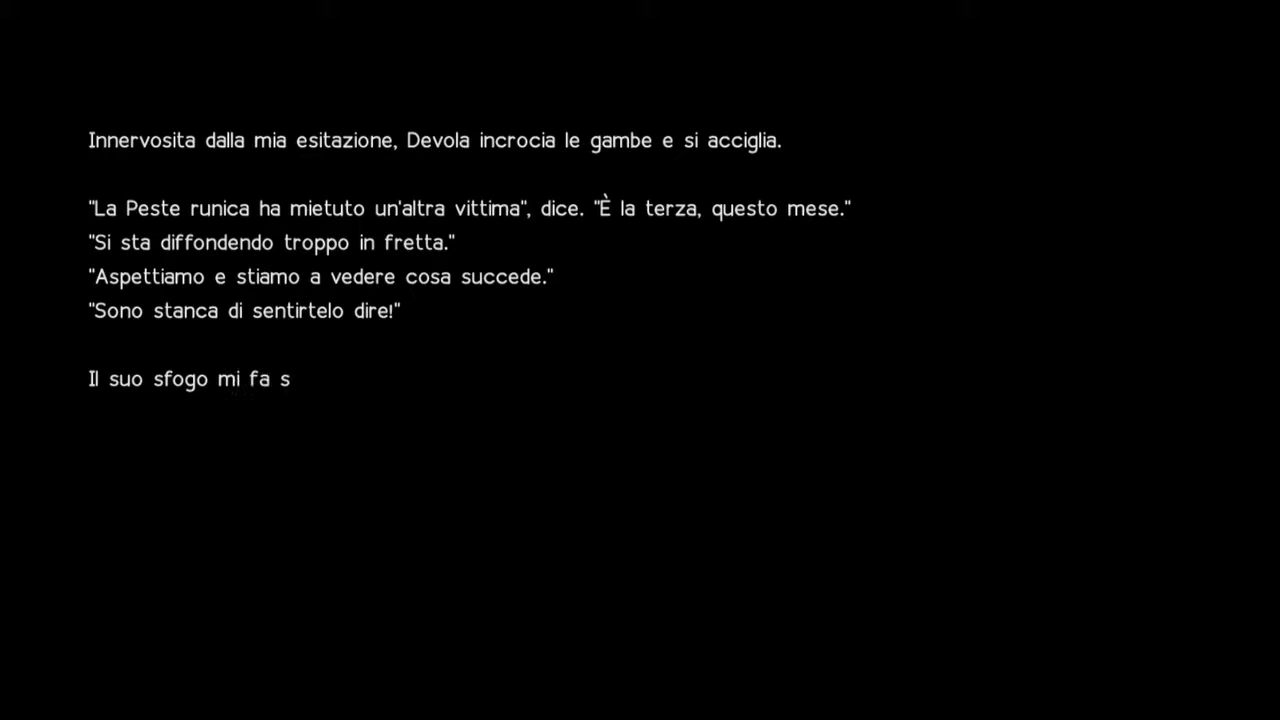 Innervosita dalla mia esitazione, Devola incrocia le gambe e si acciglia.
"La Peste runica ha mietuto un'altra vittima", dice. "È la terza, questo mese."
"Si sta diffondendo troppo in fretta."
"Aspettiamo e stiamo a vedere cosa succede."
"Sono stanca di sentirtelo dire!"
Il suo sfogo mi fa s